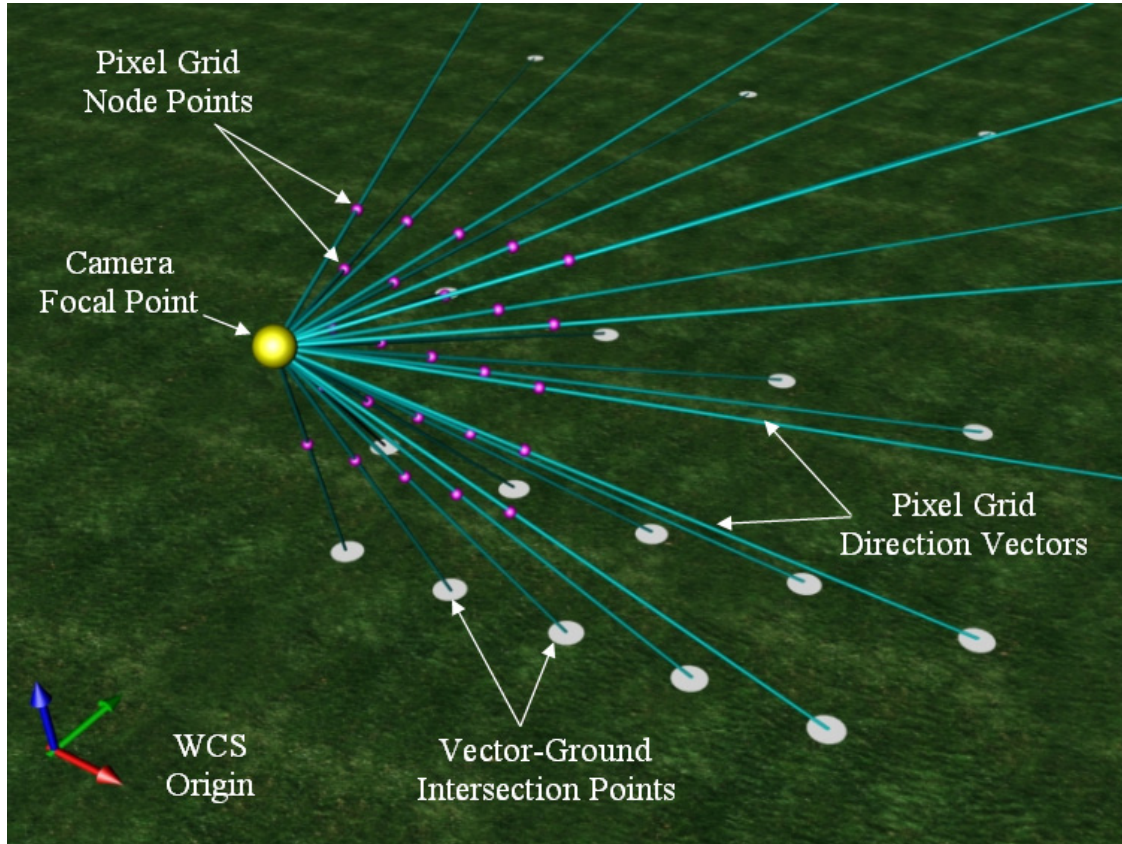 Pixel Grid
Node Points
Camera
Focal Point
Pixel Grid
Direction Vectors
WCS
Origin
Vector-Ground
Intersection Points